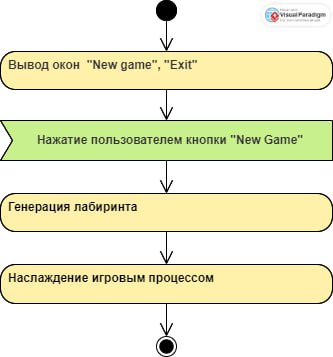 Visual Paradigm
Вывод окон "New game", "Exit"
Нажатие пользователем кнопки "New Game"
Генерация лабиринта
Наслаждение игровым процессом